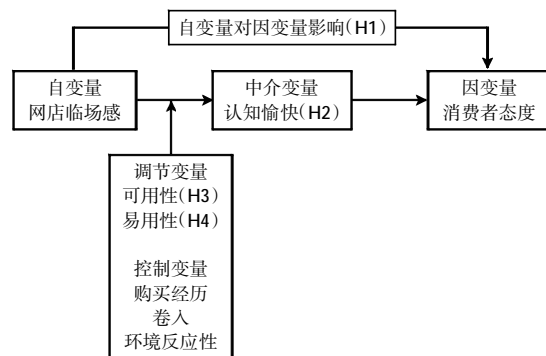 自变量对因变量影响(H1)
自变量
网店临场感
中介变量
认知愉快(H2)
因变量
消费者态度
调节变量
可用性(H3)
易用性(H4)
控制变量
购买经历
卷入
环境反应性